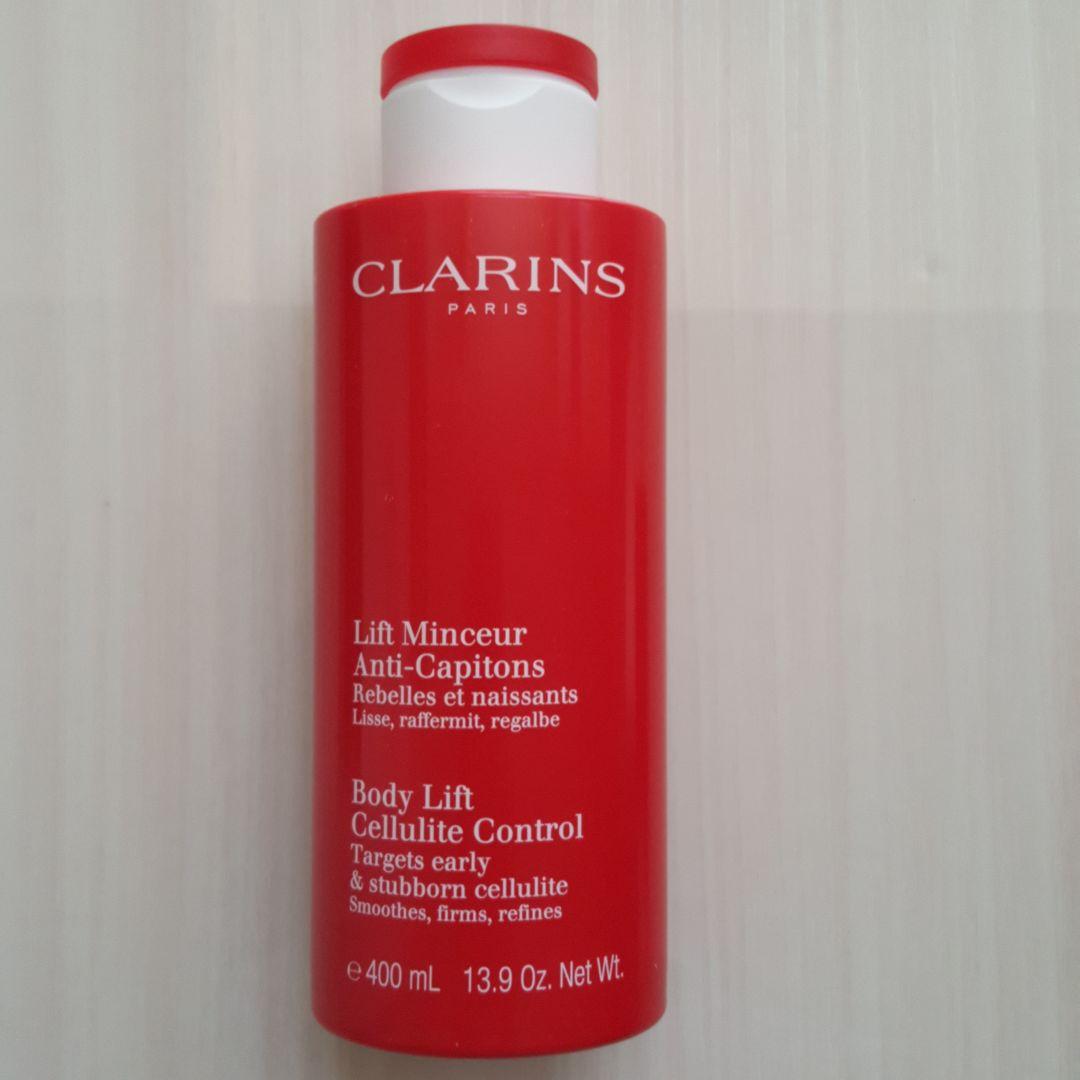 CLARINS
PARIS
Lift Minceur
Anti-Capitons
Rebelles et naissants
Lisse, raffermit, regalbe
Body Lift
Cellulite Control
Targets early
& stubborn cellulite
Smoothes, firms, refines
℮ 400 mL 13.9 Oz. Net Wt.